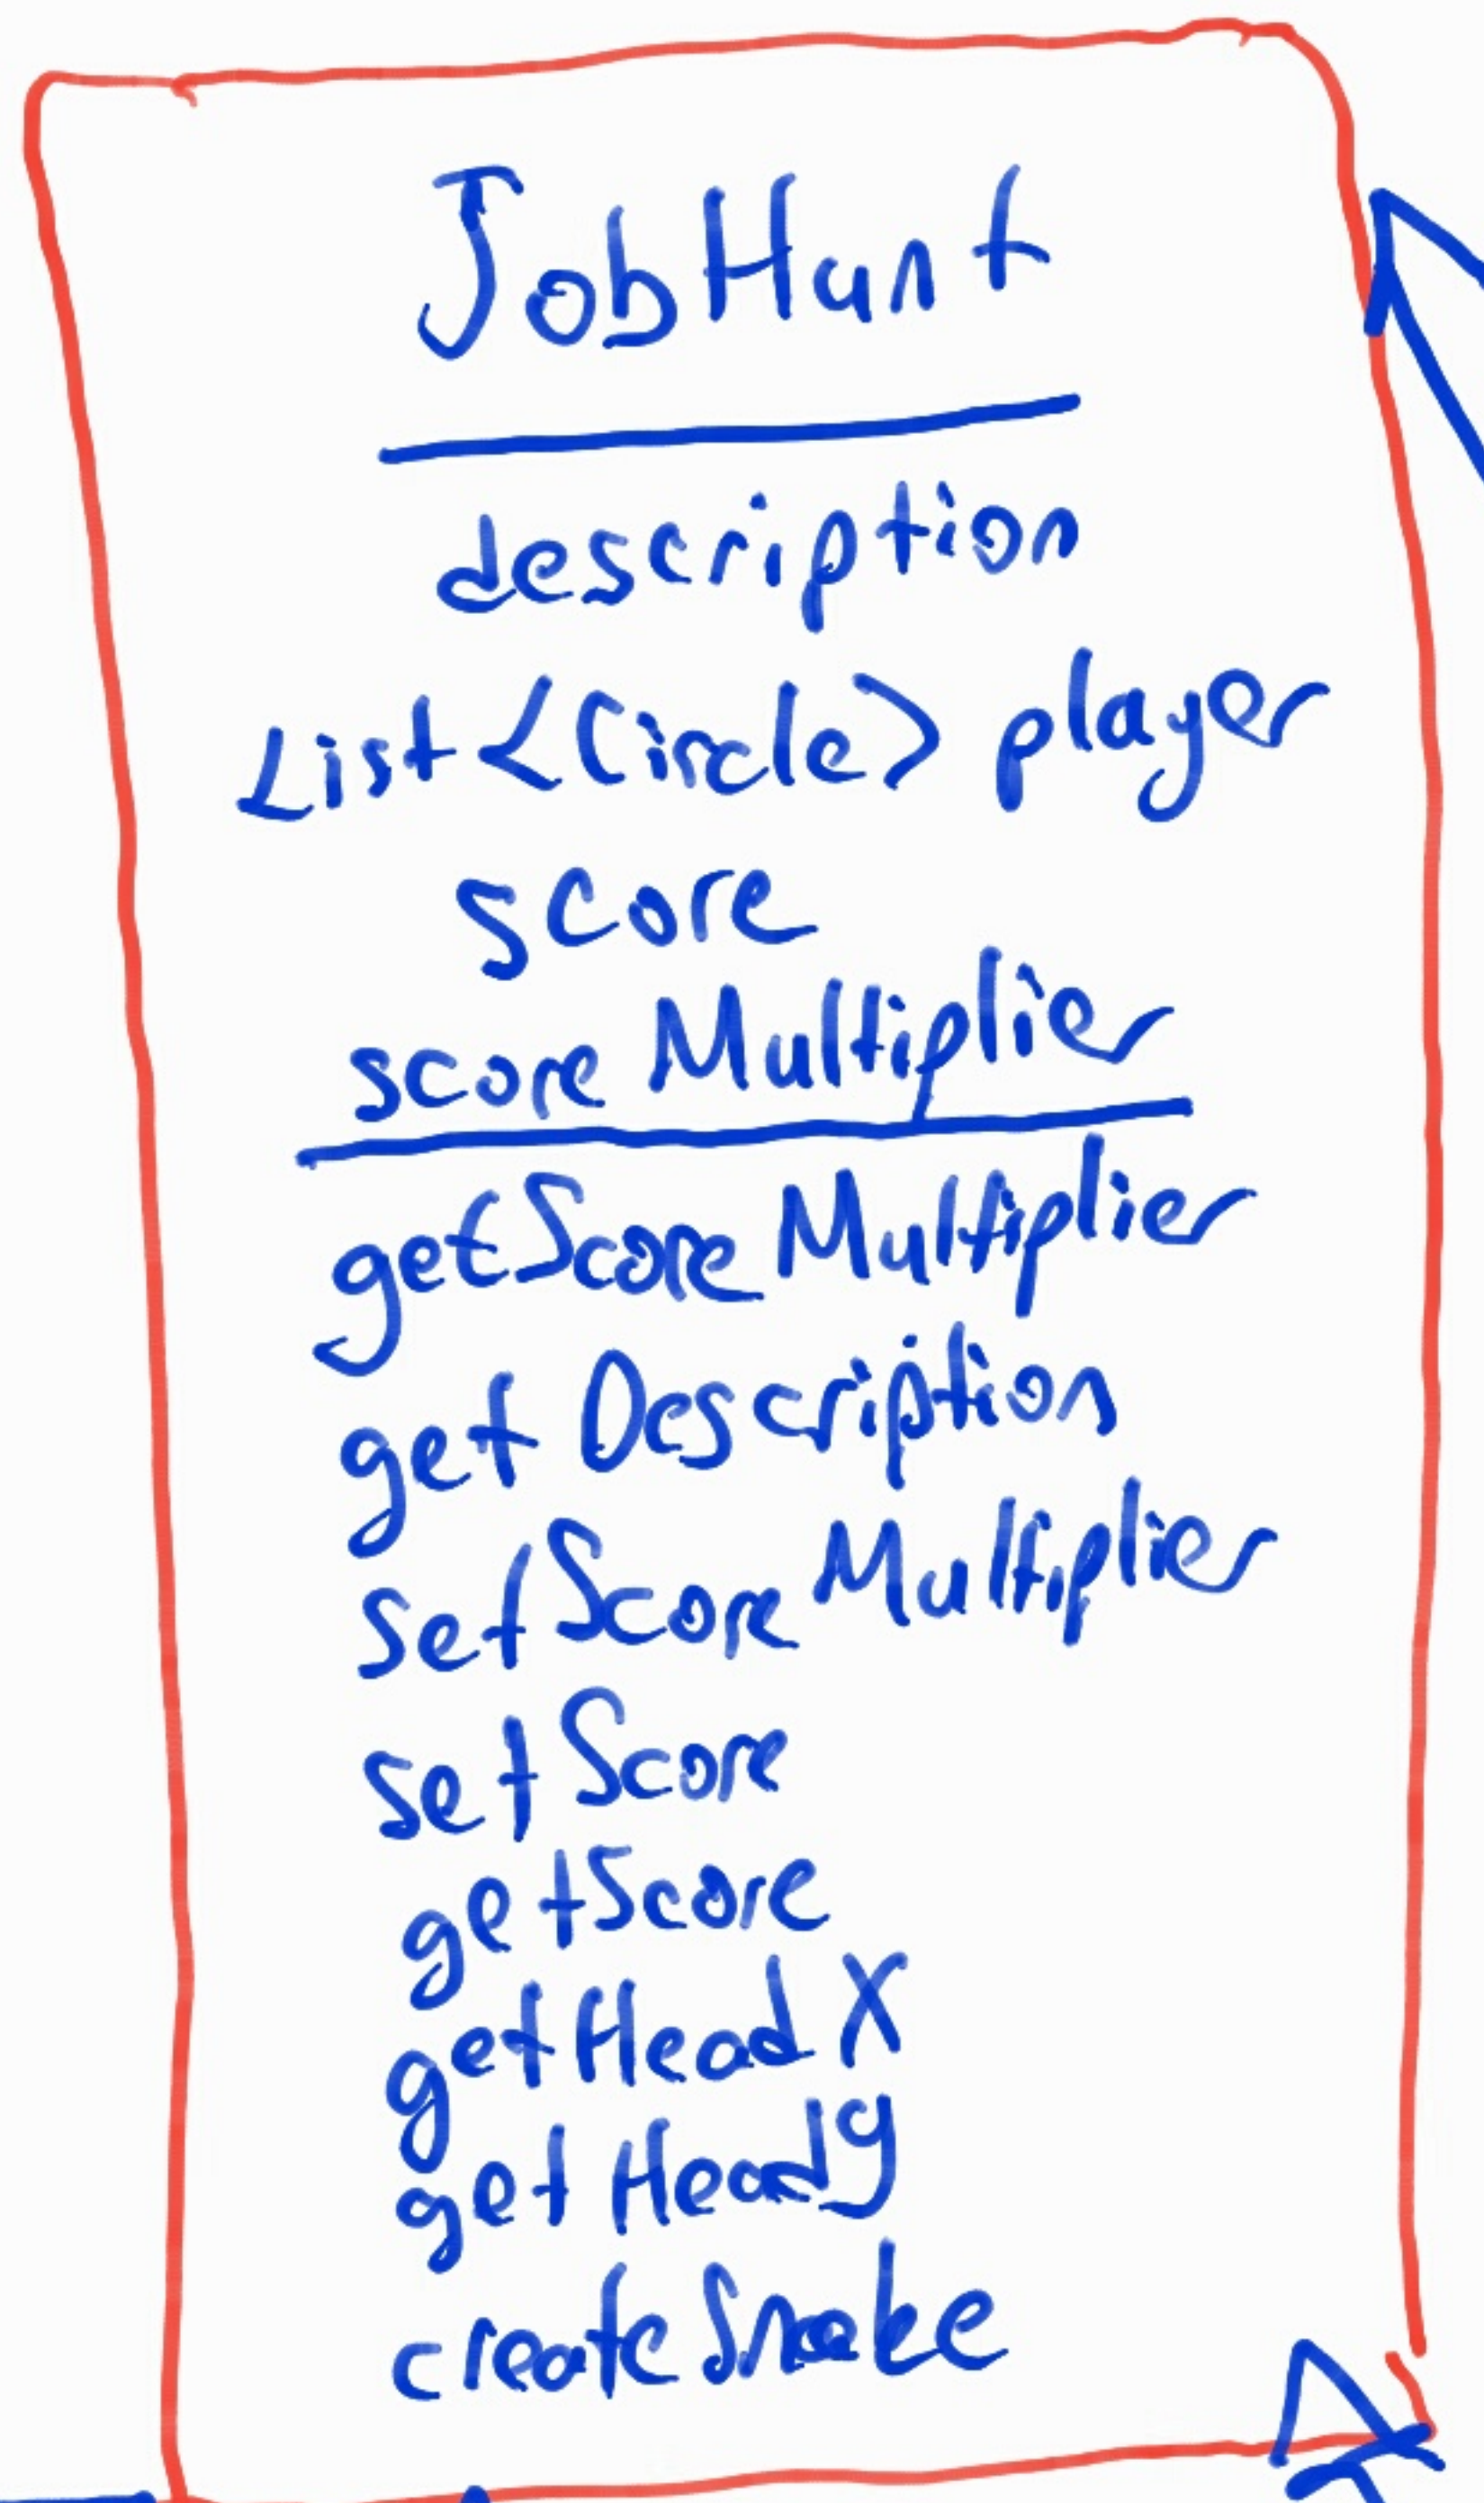 JobHunt
description
List<Circle> player
score
scoreMultiplier
getScoreMultiplier
getDescription
setScoreMultiplier
setScore
getScore
getHeadX
getHeadY
createSnake